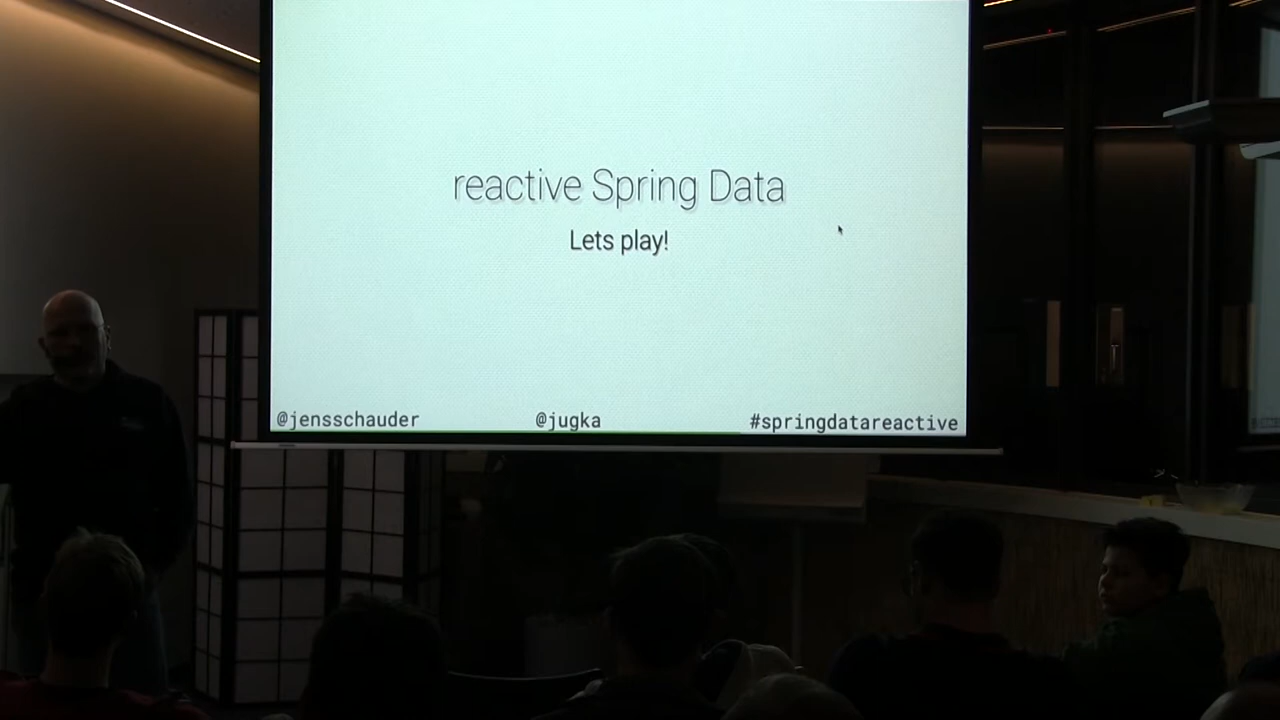 reactive Spring Data
Lets play!
@jensschauder @jugka #springdatareactive